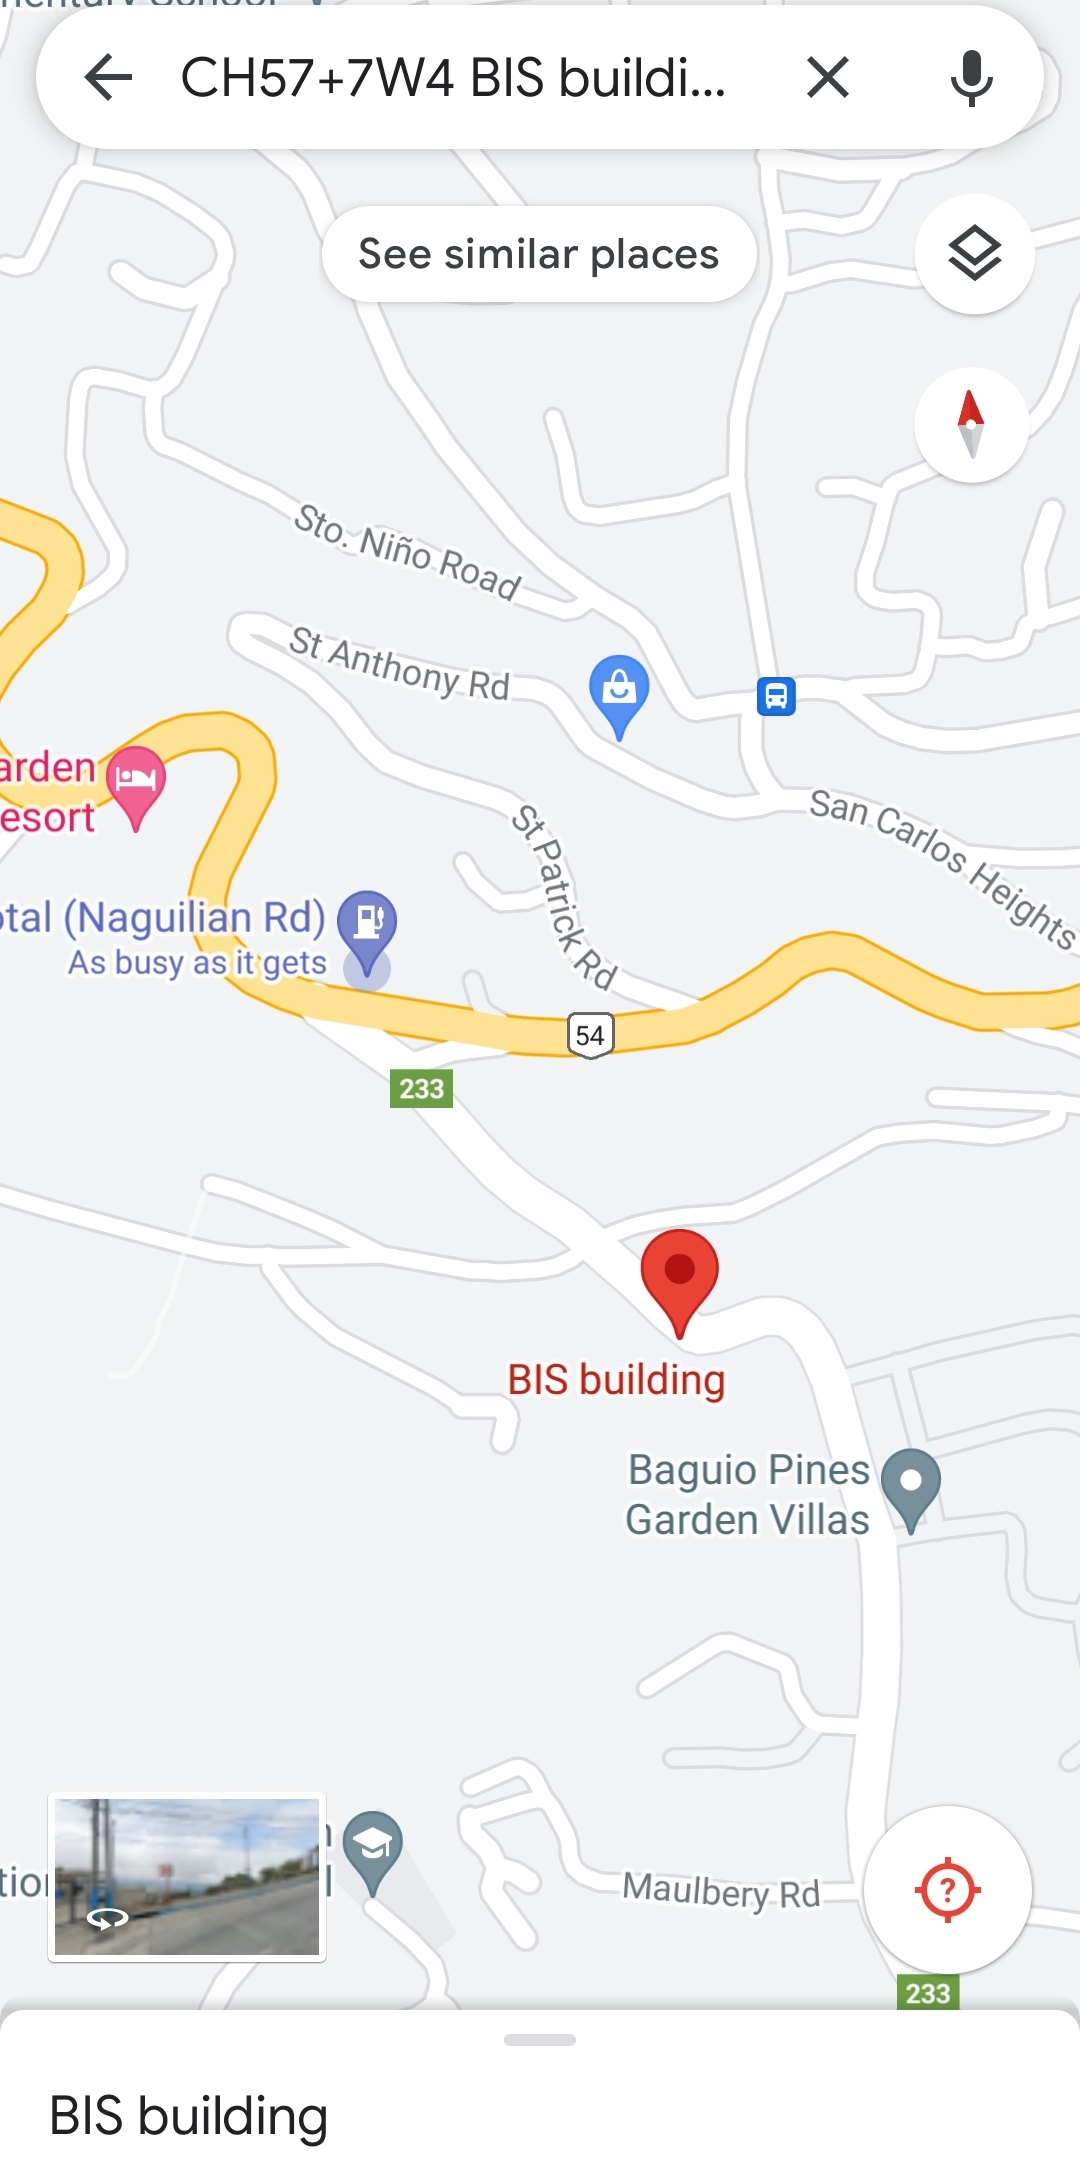 CH57+7W4 BIS buildi...
See similar places
Sto. Niño Road
St Anthony Rd
arden
esort
San Carlos Heights
St Patrick Rd
otal (Naguilian Rd)
As busy as it gets
54
233
BIS building
Baguio Pines
Garden Villas
Maulbery Rd
?
233
BIS building